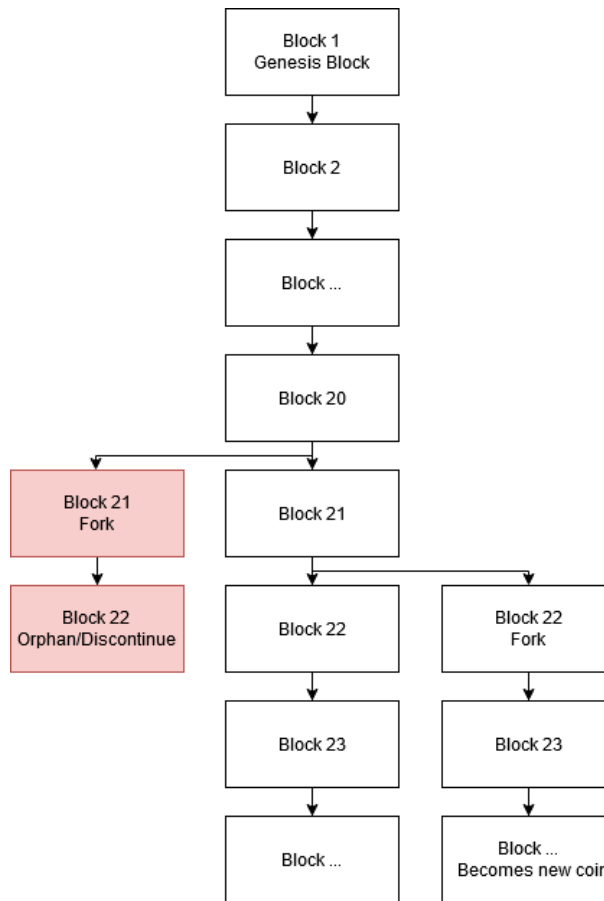 Block 1
Genesis Block
Block 2
Block ...
Block 20
Block 21
Fork
Block 21
Block 22
Orphan/Discontinue
Block 22
Block 22
Fork
Block 23
Block 23
Block ...
Block ...
Becomes new coin